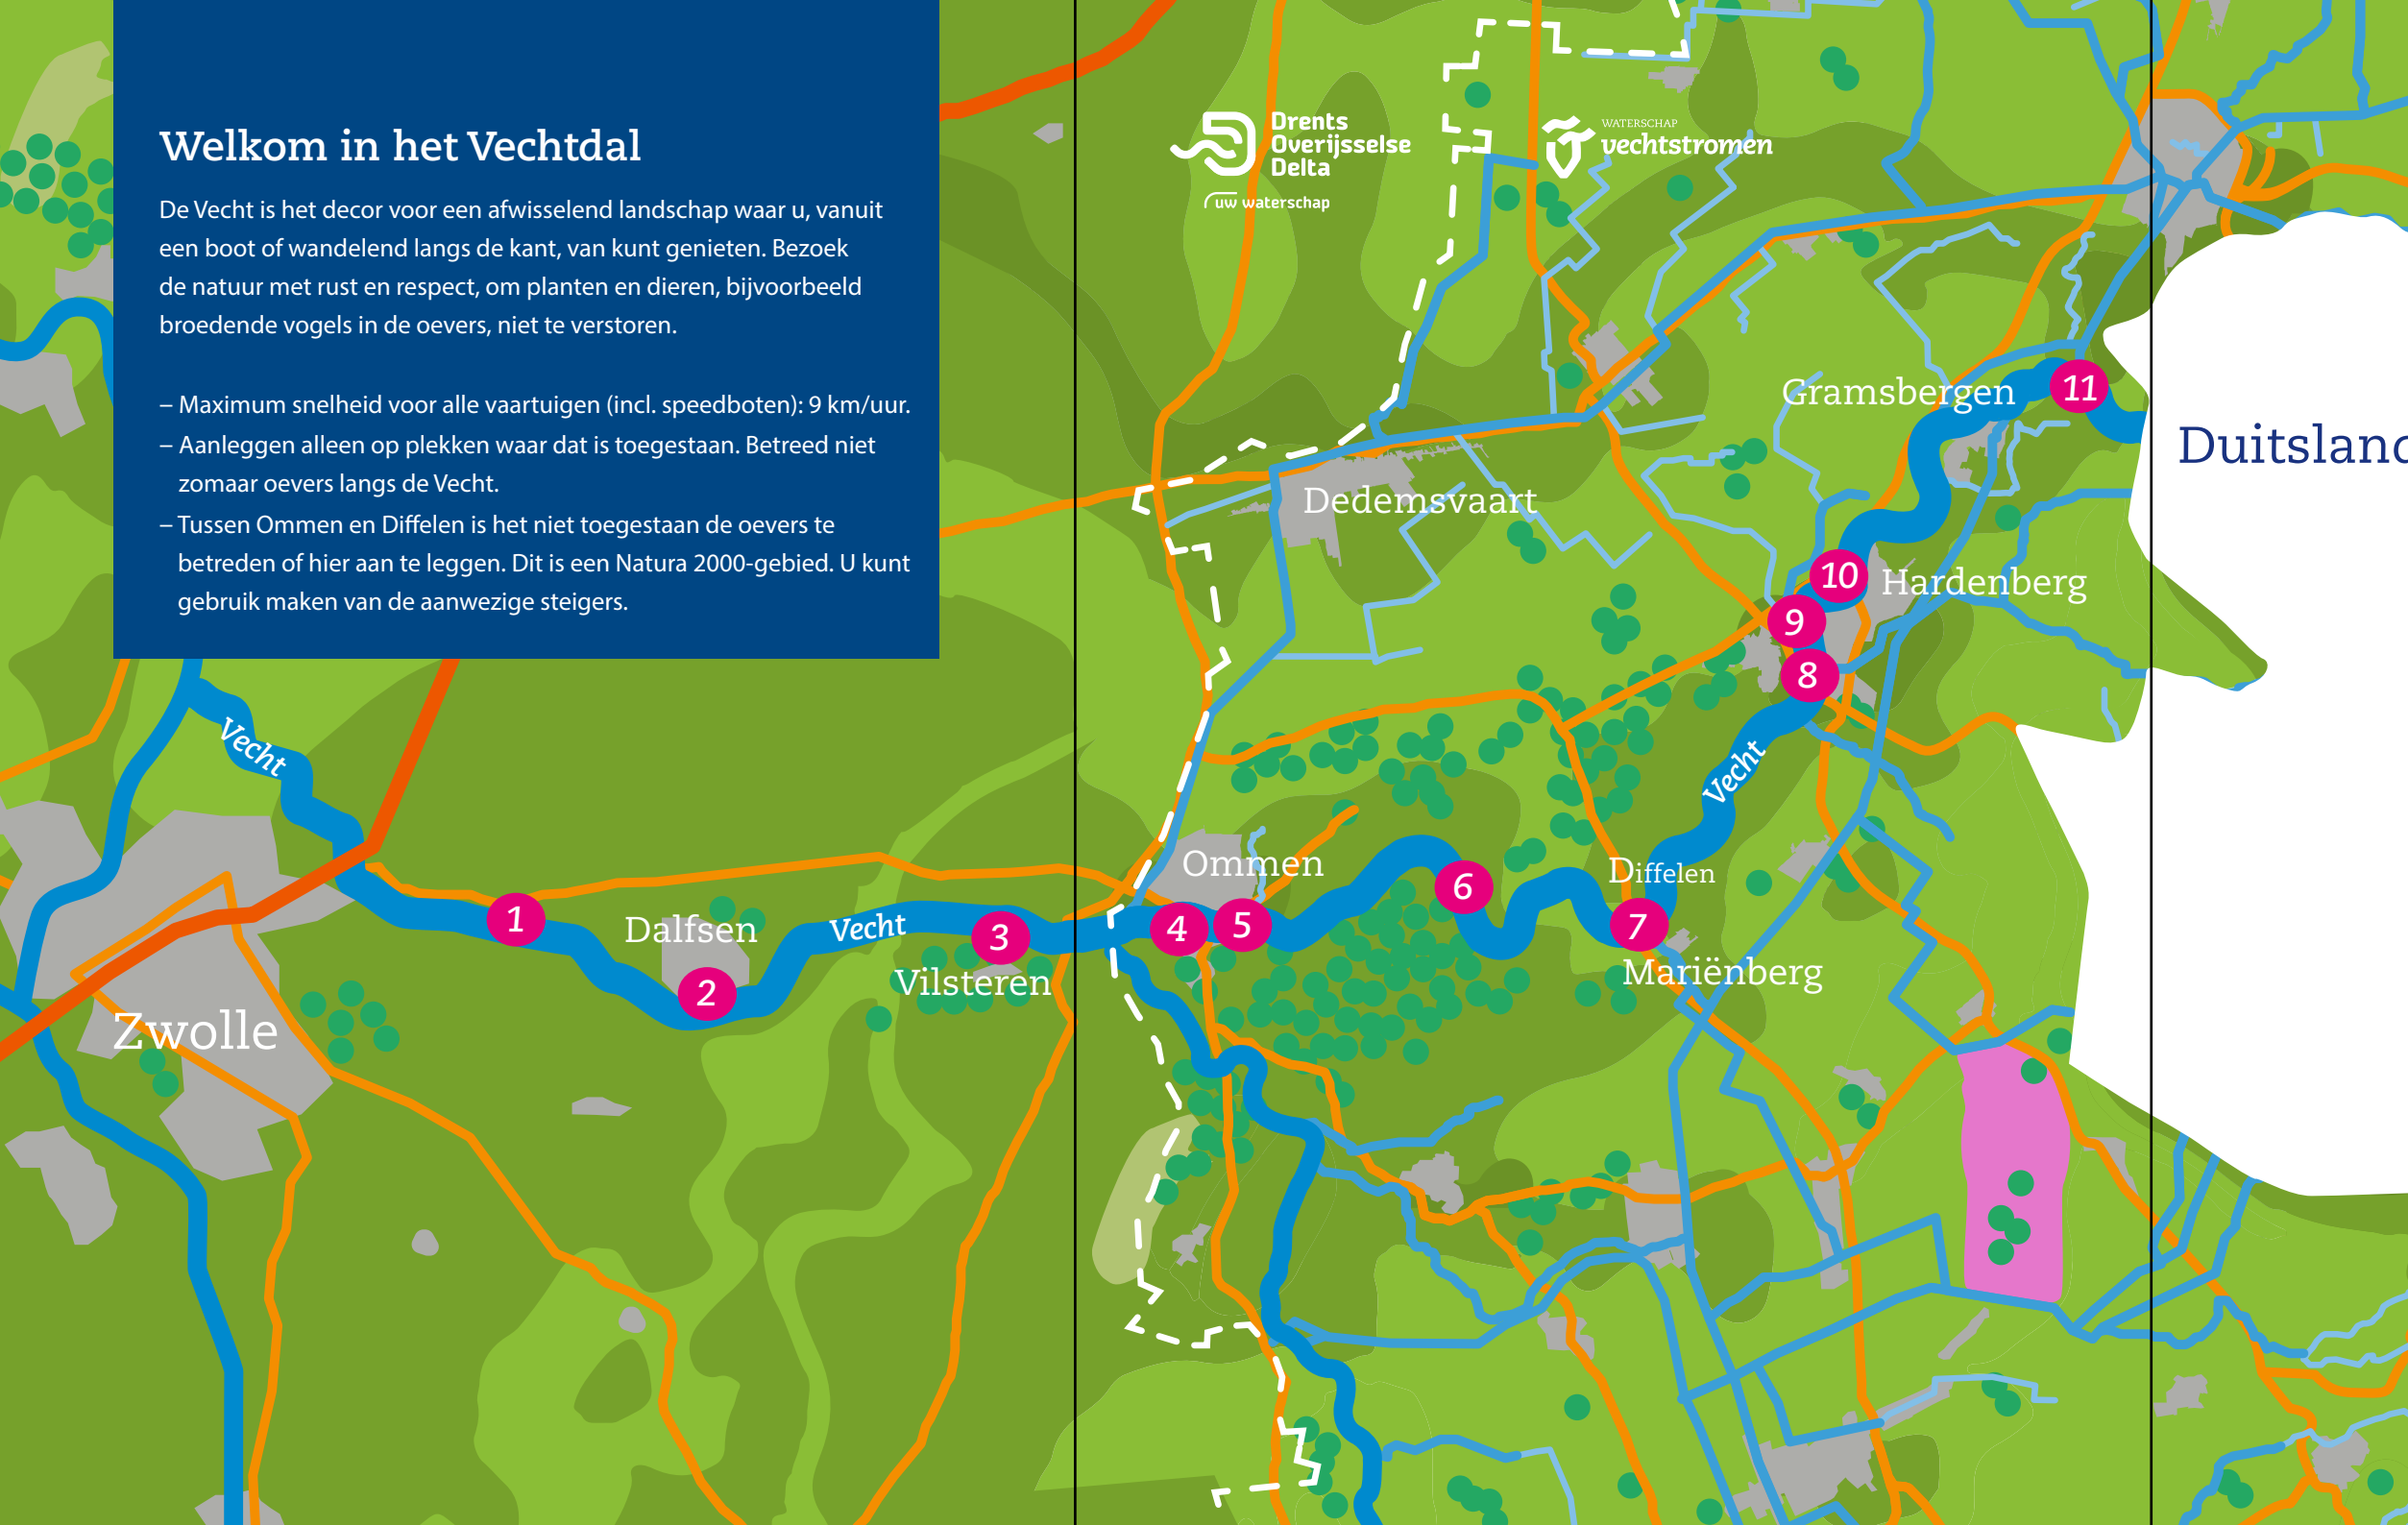 Welkom in het Vechtdal
De Vecht is het decor voor een afwisselend landschap waar u, vanuit
een boot of wandelend langs de kant, van kunt genieten. Bezoek
de natuur met rust en respect, om planten en dieren, bijvoorbeeld
broedende vogels in de oevers, niet te verstoren.
– Maximum snelheid voor alle vaartuigen (incl. speedboten): 9 km/uur.
– Aanleggen alleen op plekken waar dat is toegestaan. Betreed niet
zomaar oevers langs de Vecht.
– Tussen Ommen en Diffelen is het niet toegestaan de oevers te
betreden of hier aan te leggen. Dit is een Natura 2000-gebied. U kunt
gebruik maken van de aanwezige steigers.
Drents
Overijsselse
Delta
uw waterschap
WATERSCHAP
vechtstromen
Gramsbergen
11
Duitslanc
Dedemsvaart
10
Hardenberg
9
8
Vecht
Vecht
Ommen
Diffelen
6
1
Dalfsen
Vecht
3
4
5
7
2
Vilsteren
Mariënberg
Zwolle